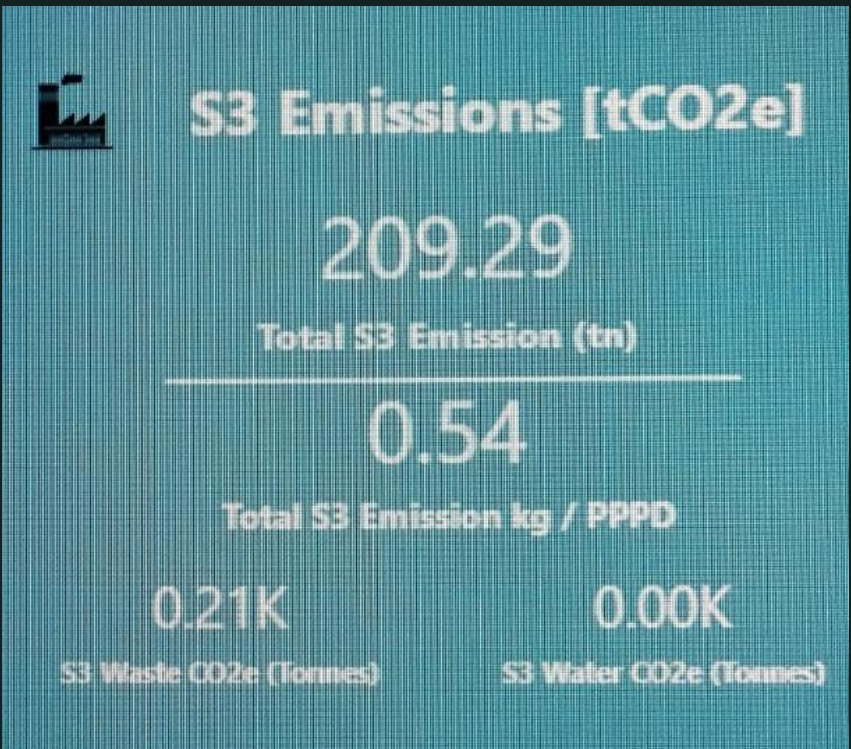 S3 Emissions [tCO2e]
209.29
Total S3 Emission (tn)
0.54
Total S3 Emission kg / PPPD
0.21K
S3 Waste CO2e (Tonnes)
0.00K
S3 Water CO2e (Tonnes)